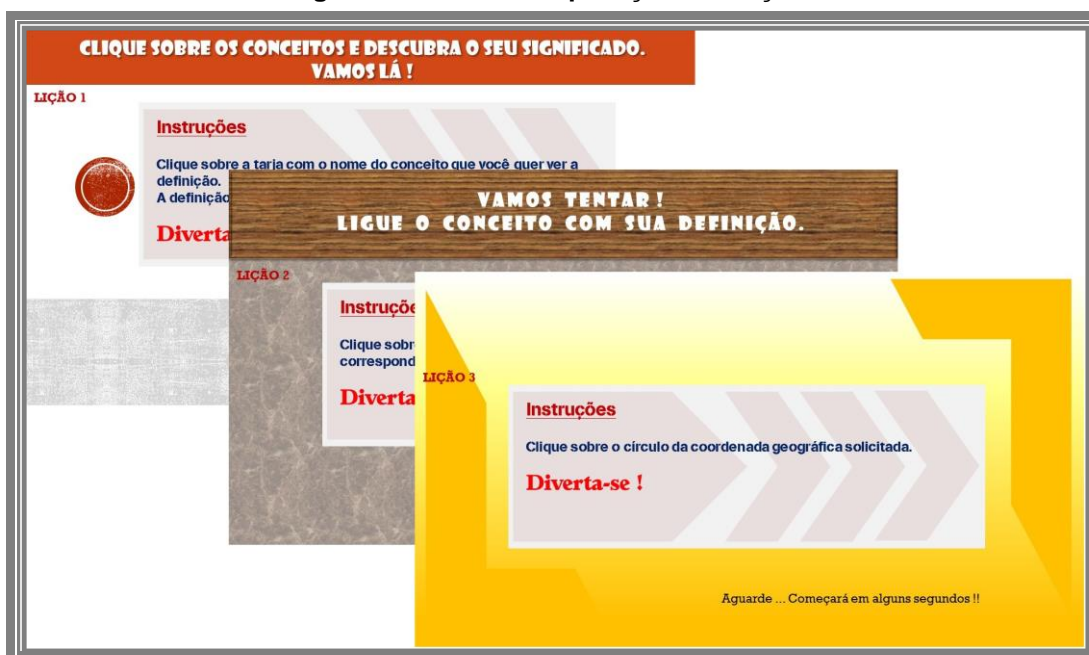 CLIQUE SOBRE OS CONCEITOS E DESCUBRA O SEU SIGNIFICADO.
VAMOS LÁ !
LIÇÃO 1
Instruções
Clique sobre a tarja com o nome do conceito que você quer ver a
definição.
A definição
Diverta
VAMOS TENTAR !
LIGUE O CONCEITO COM SUA DEFINIÇÃO.
LIÇÃO 2
Instruçõe
Clique sobr
correspond
Diverta
LIÇÃO 3
Instruções
Clique sobre o círculo da coordenada geográfica solicitada.
Diverta-se !
Aguarde ... Começará em alguns segundos !!